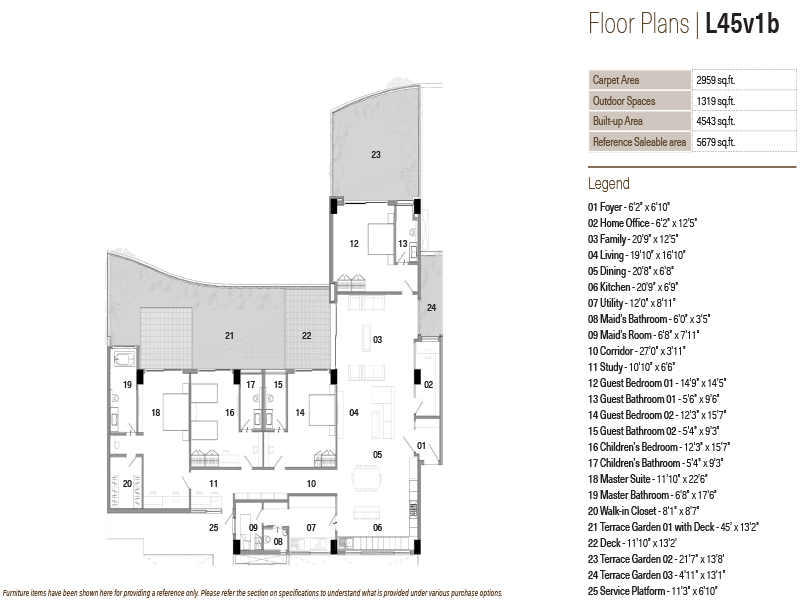 Floor Plans | L45v1b
Carpet Area 2959 sq.ft.
Outdoor Spaces 1319 sq.ft.
Built-up Area 4543 sq.ft.
Reference Saleable area 5679 sq.ft.
Legend
01 Foyer - 6'2" x 6'10"
02 Home Office - 6'2" x 12'5"
03 Family - 20'9" x 12'5"
04 Living - 19'10" x 16'10"
05 Dining - 20'8" x 6'8"
06 Kitchen - 20'9" x 6'9"
07 Utility - 12'0" x 8'11"
08 Maid's Bathroom - 6'0" x 3'5"
09 Maid's Room - 6'8" x 7'11"
10 Corridor - 27'0" x 3'11"
11 Study - 10'10" x 6'6"
12 Guest Bedroom 01 - 14'9" x 14'5"
13 Guest Bathroom 01 - 5'6" x 9'6"
14 Guest Bedroom 02 - 12'3" x 15'7"
15 Guest Bathroom 02 - 5'4" x 9'3"
16 Children's Bedroom - 12'3" x 15'7"
17 Children's Bathroom - 5'4" x 9'3"
18 Master Suite - 11'10" x 22'6"
19 Master Bathroom - 6'8" x 17'6"
20 Walk-in Closet - 8'1" x 8'7"
21 Terrace Garden 01 with Deck - 45' x 13'2"
22 Deck - 11'10" x 13'2'
23 Terrace Garden 02 - 21'7" x 13'8'
24 Terrace Garden 03 - 4'11" x 13'1"
25 Service Platform - 11'3" x 6'10"
23
12
13
24
21
22
03
19
17
15
02
18
16
14
04
01
05
20
11
10
25
09
07
06
08
Furniture items have been shown here for providing a reference only. Please refer the section on specifications to understand what is provided under various purchase options.